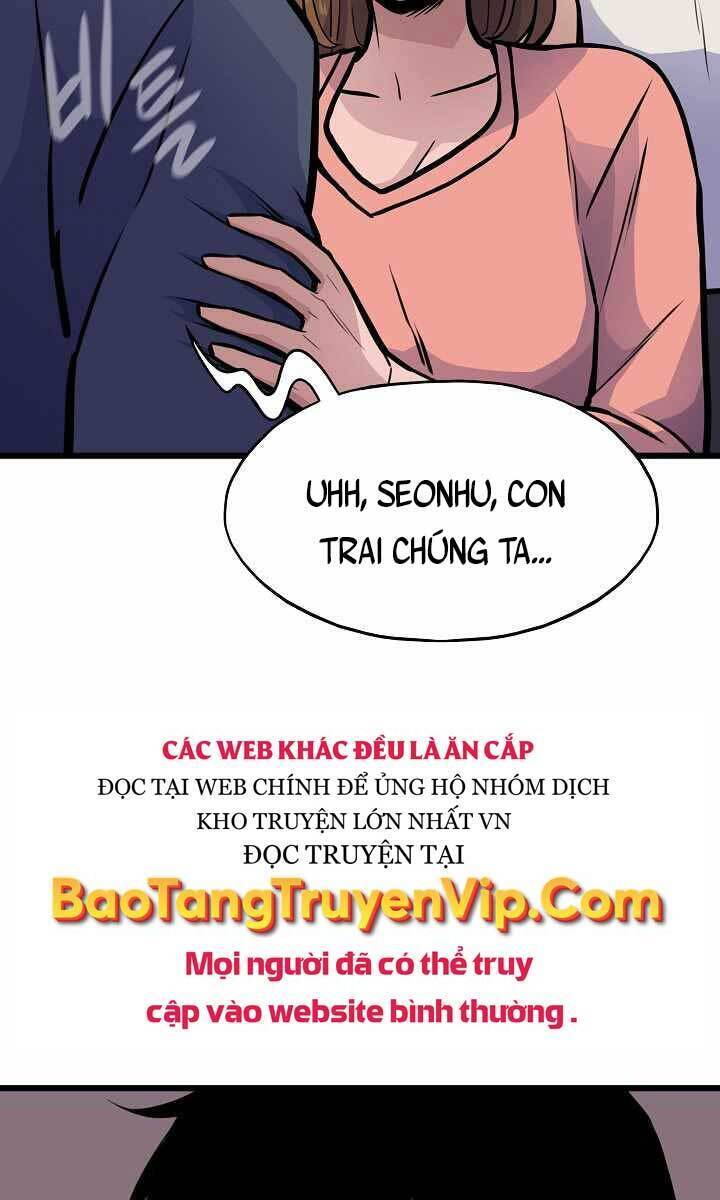 비틀
UHH, SEONHU, CON
TRAI CHÚNG TA...
CÁC WEB KHÁC ĐỀU LÀ ĂN CẮP
ĐỌC TẠI WEB CHÍNH ĐỂ ỦNG HỘ NHÓM DỊCH
KHO TRUYỆN LỚN NHẤT VN
ĐỌC TRUYỆN TẠI
BaoTangTruyenVip.Com
Mọi người đã có thể truy
cập vào website bình thường.